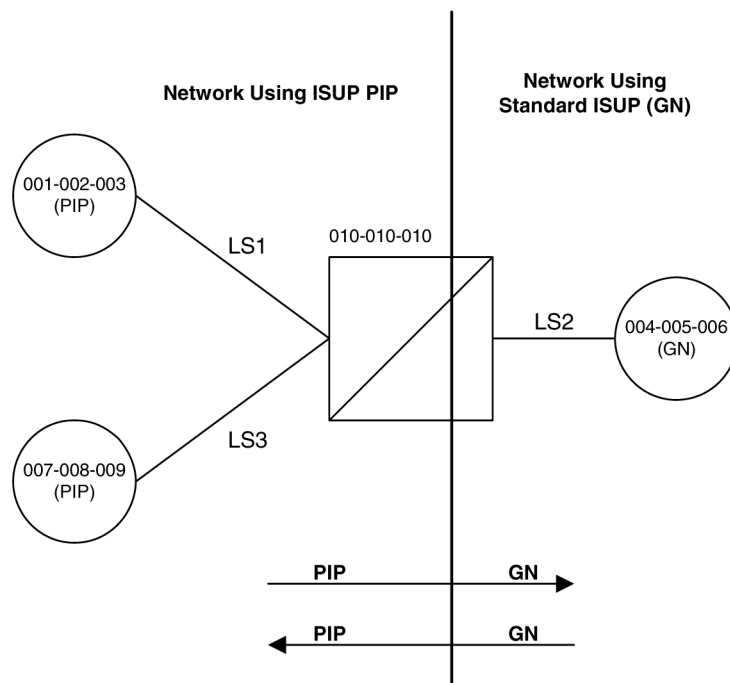 Network Using ISUP PIP
Network Using
Standard ISUP (GN)
001-002-003
(PIP)
LS1
010-010-010
LS2
004-005-006
(GN)
LS3
007-008-009
(PIP)
PIP
GN
PIP
GN